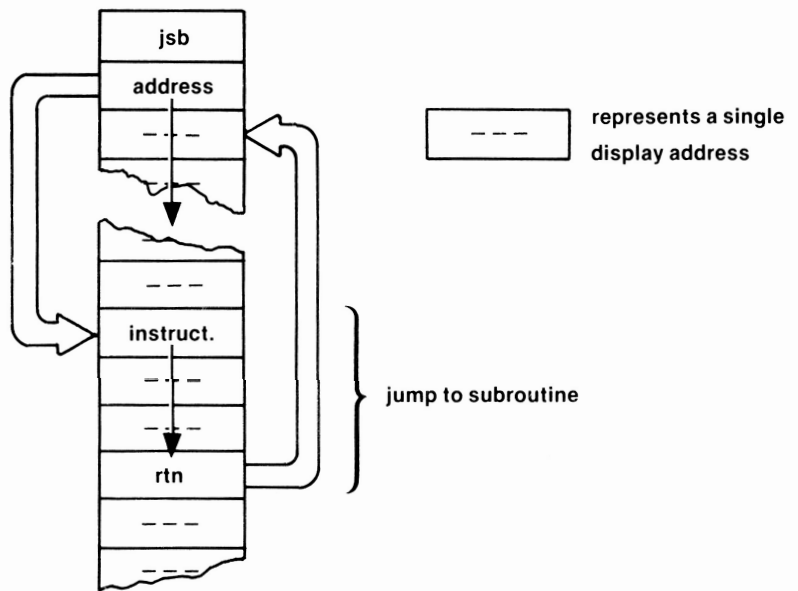 jsb
address
- - -
- - -
- - -
- - -
instruct.
- - -
- - -
rtn
- - -
- - -
- - -
represents a single
display address
jump to subroutine